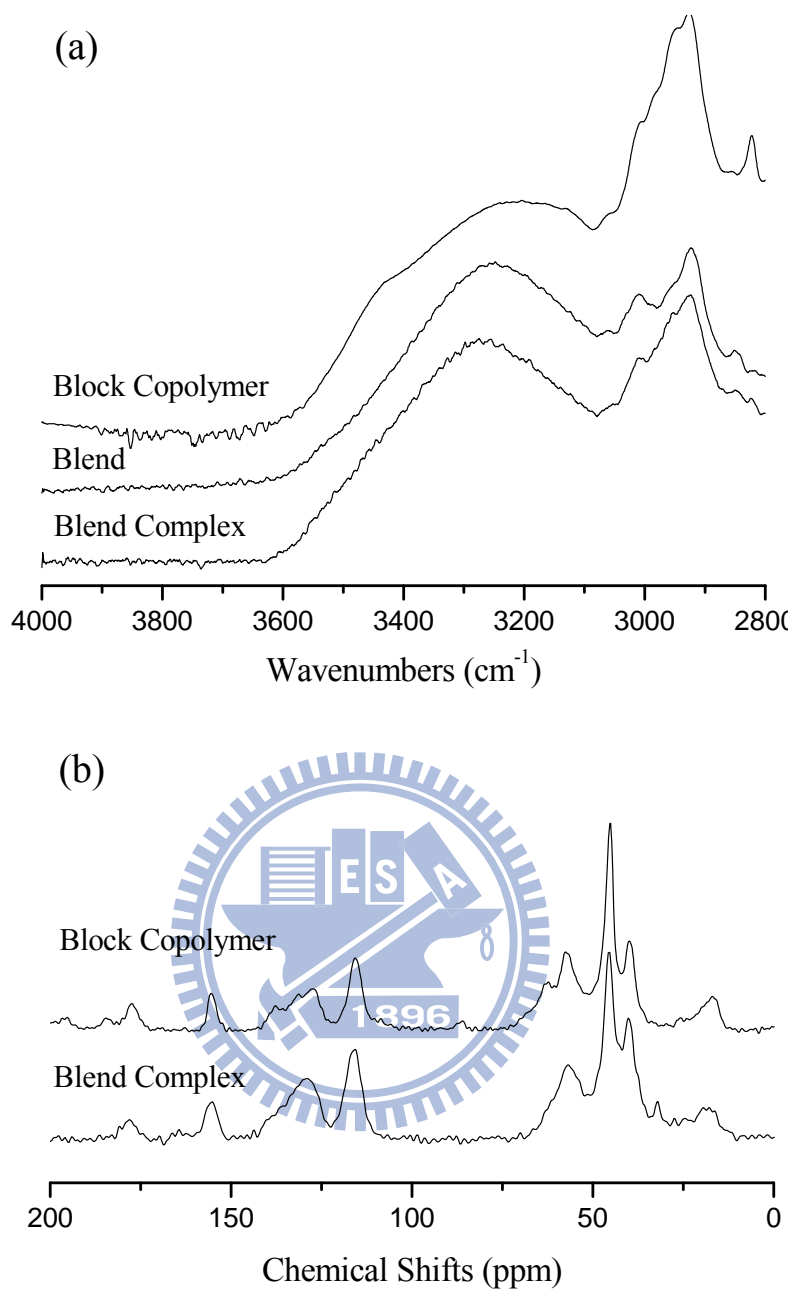 (a)
Block Copolymer
Blend
Blend Complex
4000 3800 3600 3400 3200 3000 2800
Wavenumbers (cm⁻¹)
(b)
E S A
Block Copolymer
1896
Blend Complex
200 150 100 50 0
Chemical Shifts (ppm)